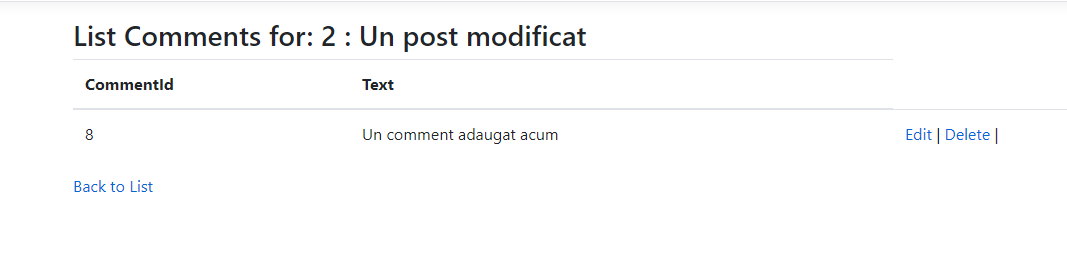 List Comments for: 2 : Un post modificat
CommentId Text
8 Un comment adaugat acum Edit | Delete |
Back to List